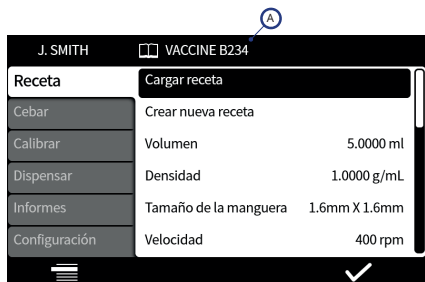 A
J. SMITH VACCINE B234
Receta Cargar receta
Cebar Crear nueva receta
Calibrar Volumen 5.0000 ml
Dispensar Densidad 1.0000 g/mL
Informes Tamaño de la manguera 1.6mm X 1.6mm
Configuración Velocidad 400 rpm